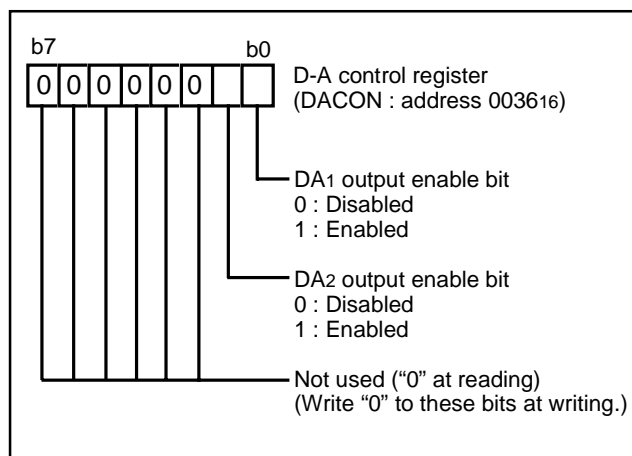 b7 b0
0 0 0 0 0 0
D-A control register
(DACON : address 003616)
DA1 output enable bit
0 : Disabled
1 : Enabled
DA2 output enable bit
0 : Disabled
1 : Enabled
Not used (“0” at reading)
(Write “0” to these bits at writing.)